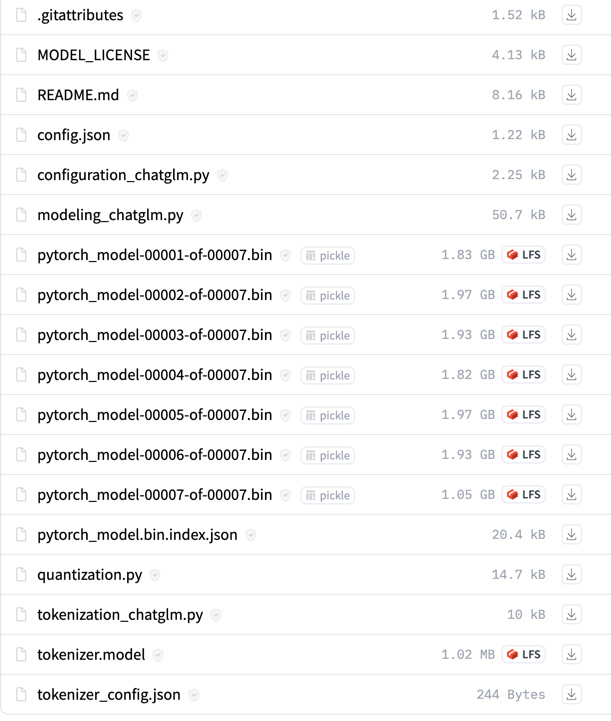 .gitattributes 1.52 kB
MODEL_LICENSE 4.13 kB
README.md 8.16 kB
config.json 1.22 kB
configuration_chatglm.py 2.25 kB
modeling_chatglm.py 50.7 kB
pytorch_model-00001-of-00007.bin pickle 1.83 GB LFS
pytorch_model-00002-of-00007.bin pickle 1.97 GB LFS
pytorch_model-00003-of-00007.bin pickle 1.93 GB LFS
pytorch_model-00004-of-00007.bin pickle 1.82 GB LFS
pytorch_model-00005-of-00007.bin pickle 1.97 GB LFS
pytorch_model-00006-of-00007.bin pickle 1.93 GB LFS
pytorch_model-00007-of-00007.bin pickle 1.05 GB LFS
pytorch_model.bin.index.json 20.4 kB
quantization.py 14.7 kB
tokenization_chatglm.py 10 kB
tokenizer.model 1.02 MB LFS
tokenizer_config.json 244 Bytes